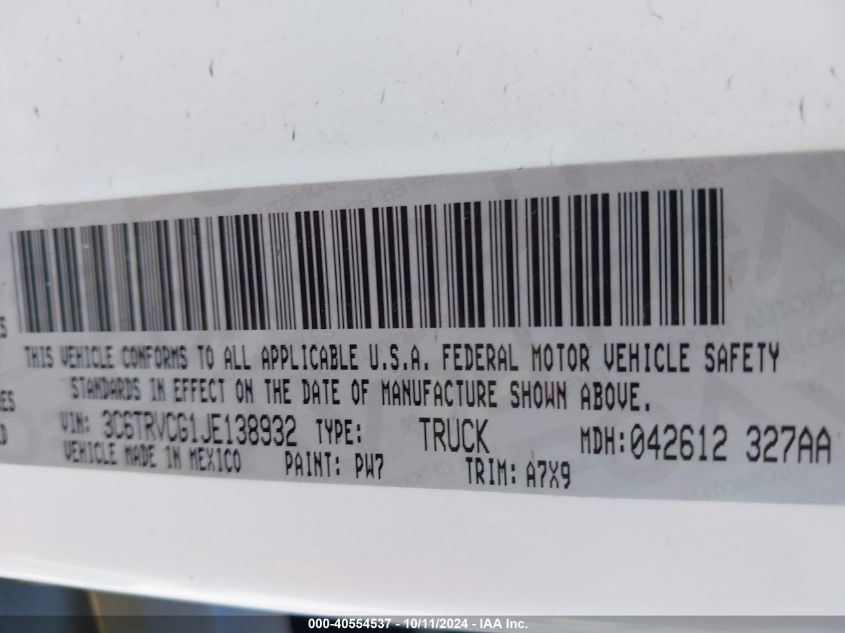 ES
THIS VEHICLE CONFORMS TO ALL APPLICABLE U.S.A. FEDERAL MOTOR VEHICLE SAFETY
ES STANDARDS IN EFFECT ON THE DATE OF MANUFACTURE SHOWN ABOVE.
D VIN: 3C6TRVCG1JE138932 TYPE: TRUCK MDH:042612 327AA
VEHICLE MADE IN MEXICO PAINT: PW7 TRIM: A7X9
000-40554537 - 10/11/2024 - IAA Inc.